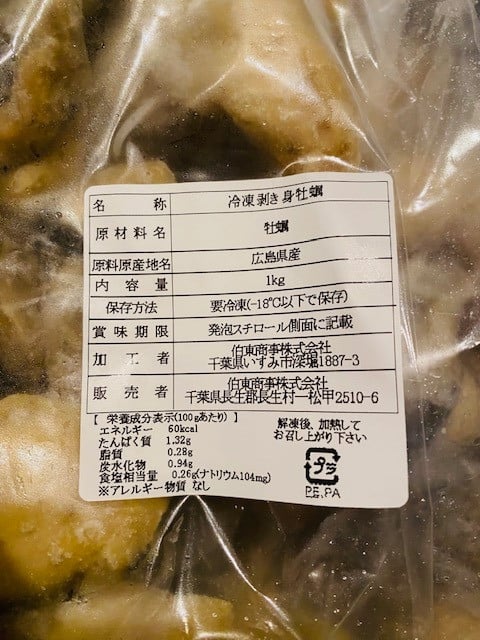 名称 冷凍剥き身牡蠣
原材料名 牡蠣
原料原産地名 広島県産
内容量 1kg
保存方法 要冷凍(-18℃以下で保存)
賞味期限 発泡スチロール側面に記載
加工者 伯東商事株式会社
千葉県いすみ市深堀1887-3
販売者 伯東商事株式会社
千葉県長生郡長生村一松甲2510-6
【 栄養成分表示(100gあたり) 】
エネルギー 60kcal
たんぱく質 1.32g
脂質 0.28g
炭水化物 0.94g
食塩相当量 0.26g(ナトリウム104mg)
※アレルギー物質 なし
解凍後、加熱して
お召し上がり下さい
プラ
PE,PA